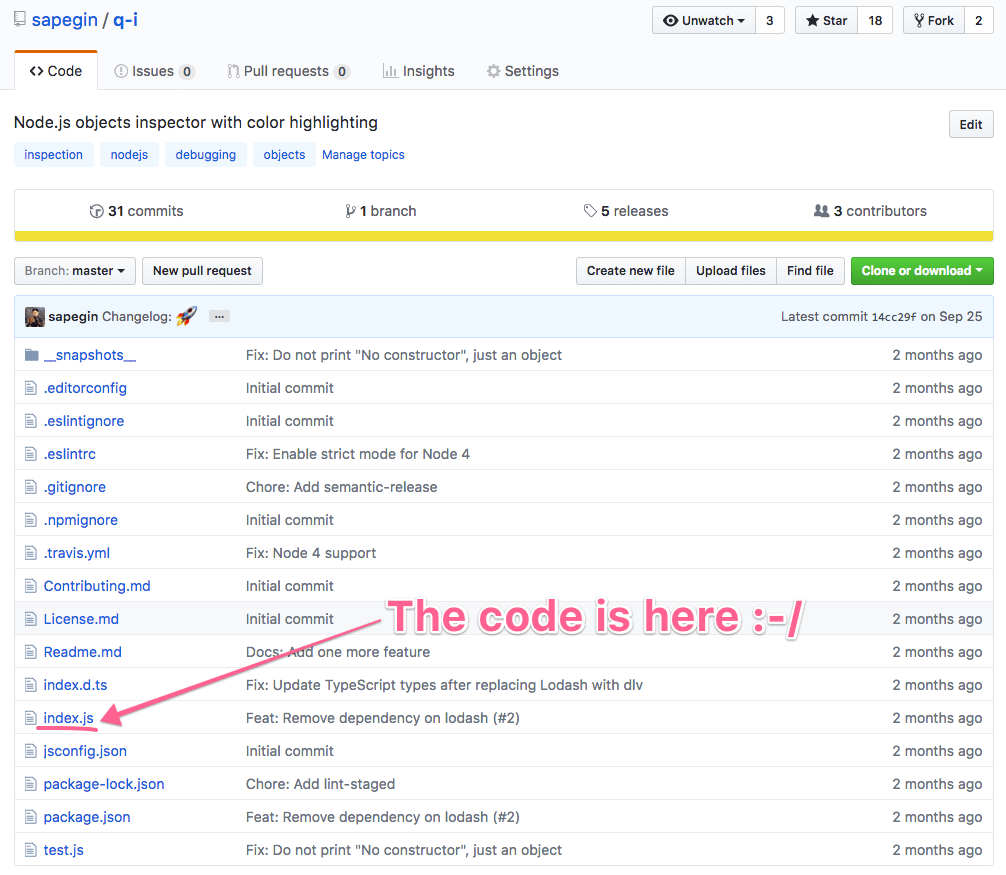 sapegin / q-i Unwatch 3 Star 18 Fork 2
Code Issues 0 Pull requests 0 Insights Settings
Node.js objects inspector with color highlighting Edit
inspection nodejs debugging objects Manage topics
31 commits 1 branch 5 releases 3 contributors
Branch: master New pull request Create new file Upload files Find file Clone or download
sapegin Changelog: 🚀 … Latest commit 14cc29f on Sep 25
__snapshots__ Fix: Do not print "No constructor", just an object 2 months ago
.editorconfig Initial commit 2 months ago
.eslintignore Initial commit 2 months ago
.eslintrc Fix: Enable strict mode for Node 4 2 months ago
.gitignore Chore: Add semantic-release 2 months ago
.npmignore Initial commit 2 months ago
.travis.yml Fix: Node 4 support 2 months ago
Contributing.md Initial commit 2 months ago
The code is here :-/
License.md Initial commit 2 months ago
Readme.md Docs: Add one more feature 2 months ago
index.d.ts Fix: Update TypeScript types after replacing Lodash with dlv 2 months ago
index.js Feat: Remove dependency on lodash (#2) 2 months ago
jsconfig.json Initial commit 2 months ago
package-lock.json Chore: Add lint-staged 2 months ago
package.json Feat: Remove dependency on lodash (#2) 2 months ago
test.js Fix: Do not print "No constructor", just an object 2 months ago